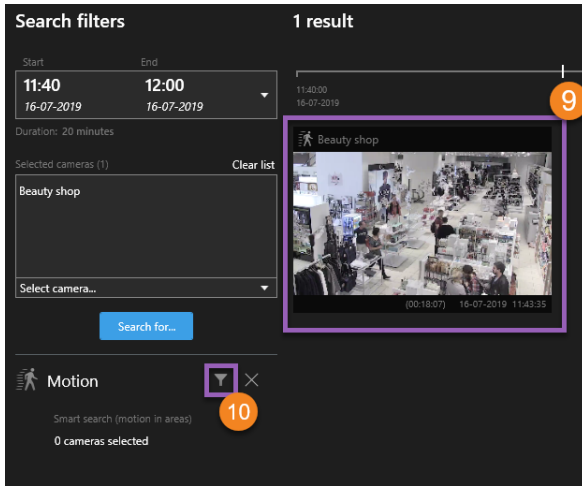 Search filters
Start End
11:40 12:00
16-07-2019 16-07-2019
Duration: 20 minutes
Selected cameras (1) Clear list
Beauty shop
Select camera...
Search for...
Motion
10
Smart search (motion in areas)
0 cameras selected
1 result
11:40:00
16-07-2019
9
Beauty shop
(00:18:07) 16-07-2019 11:43:35